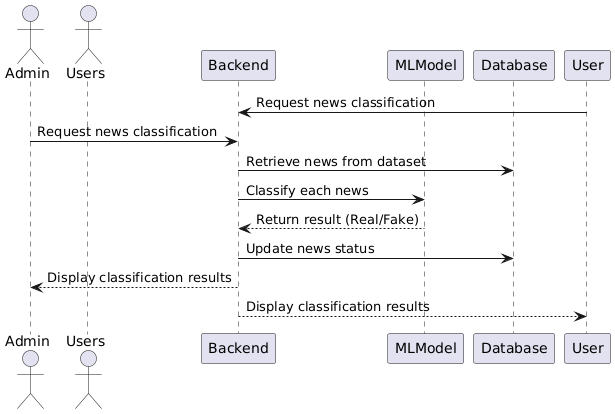 Admin Users
Backend MLModel Database User
Request news classification
Request news classification
Retrieve news from dataset
Classify each news
Return result (Real/Fake)
Update news status
Display classification results
Display classification results
Admin Users
Backend MLModel Database User